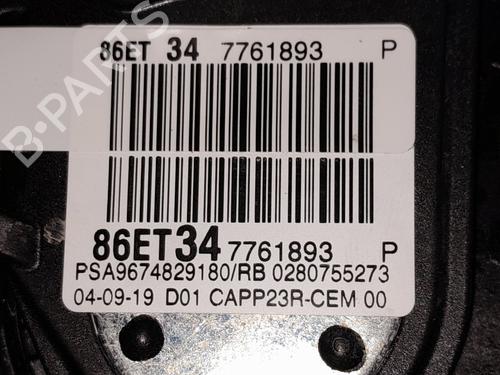 86ET 34 7761893 P
B-PARTS
86ET34 7761893 P
PSA9674829180/RB 0280755273
04-09-19 D01 CAPP23R-CEM 00